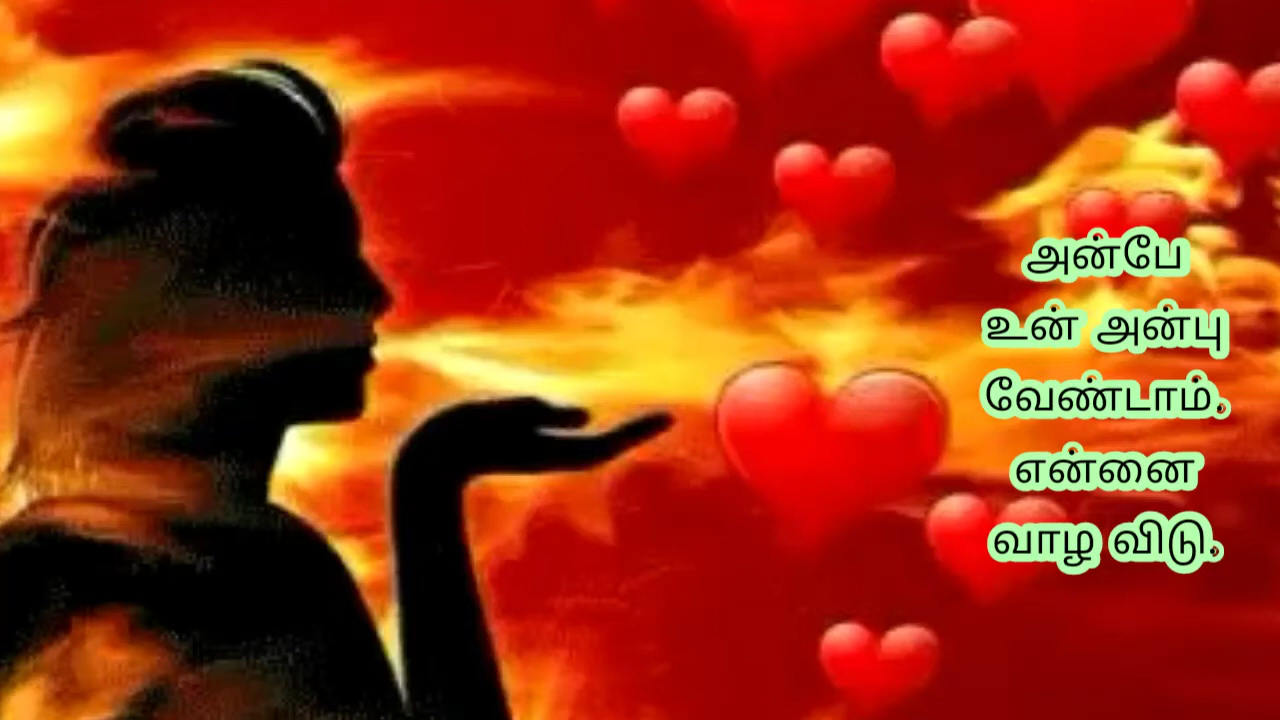 அன்பே
உன் அன்பு
வேண்டாம்.
என்னை
வாழ விடு.